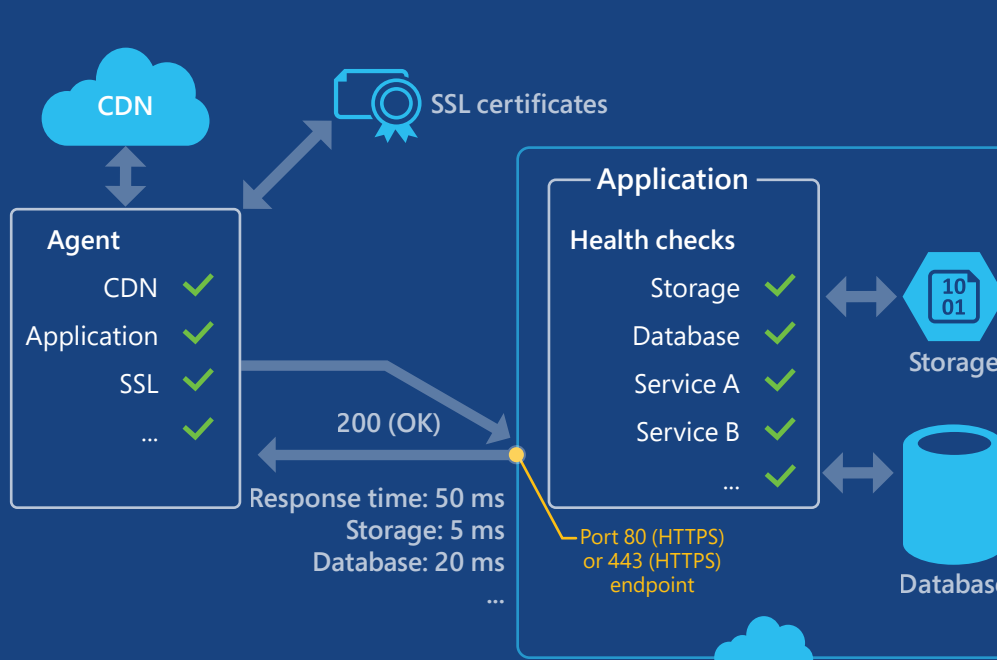 CDN
SSL certificates
Agent
CDN
Application
SSL
...
200 (OK)
Response time: 50 ms
Storage: 5 ms
Database: 20 ms
...
Application
Health checks
Storage
Database
Service A
Service B
...
Port 80 (HTTPS)
or 443 (HTTPS)
endpoint
10
01
Storage
Databas